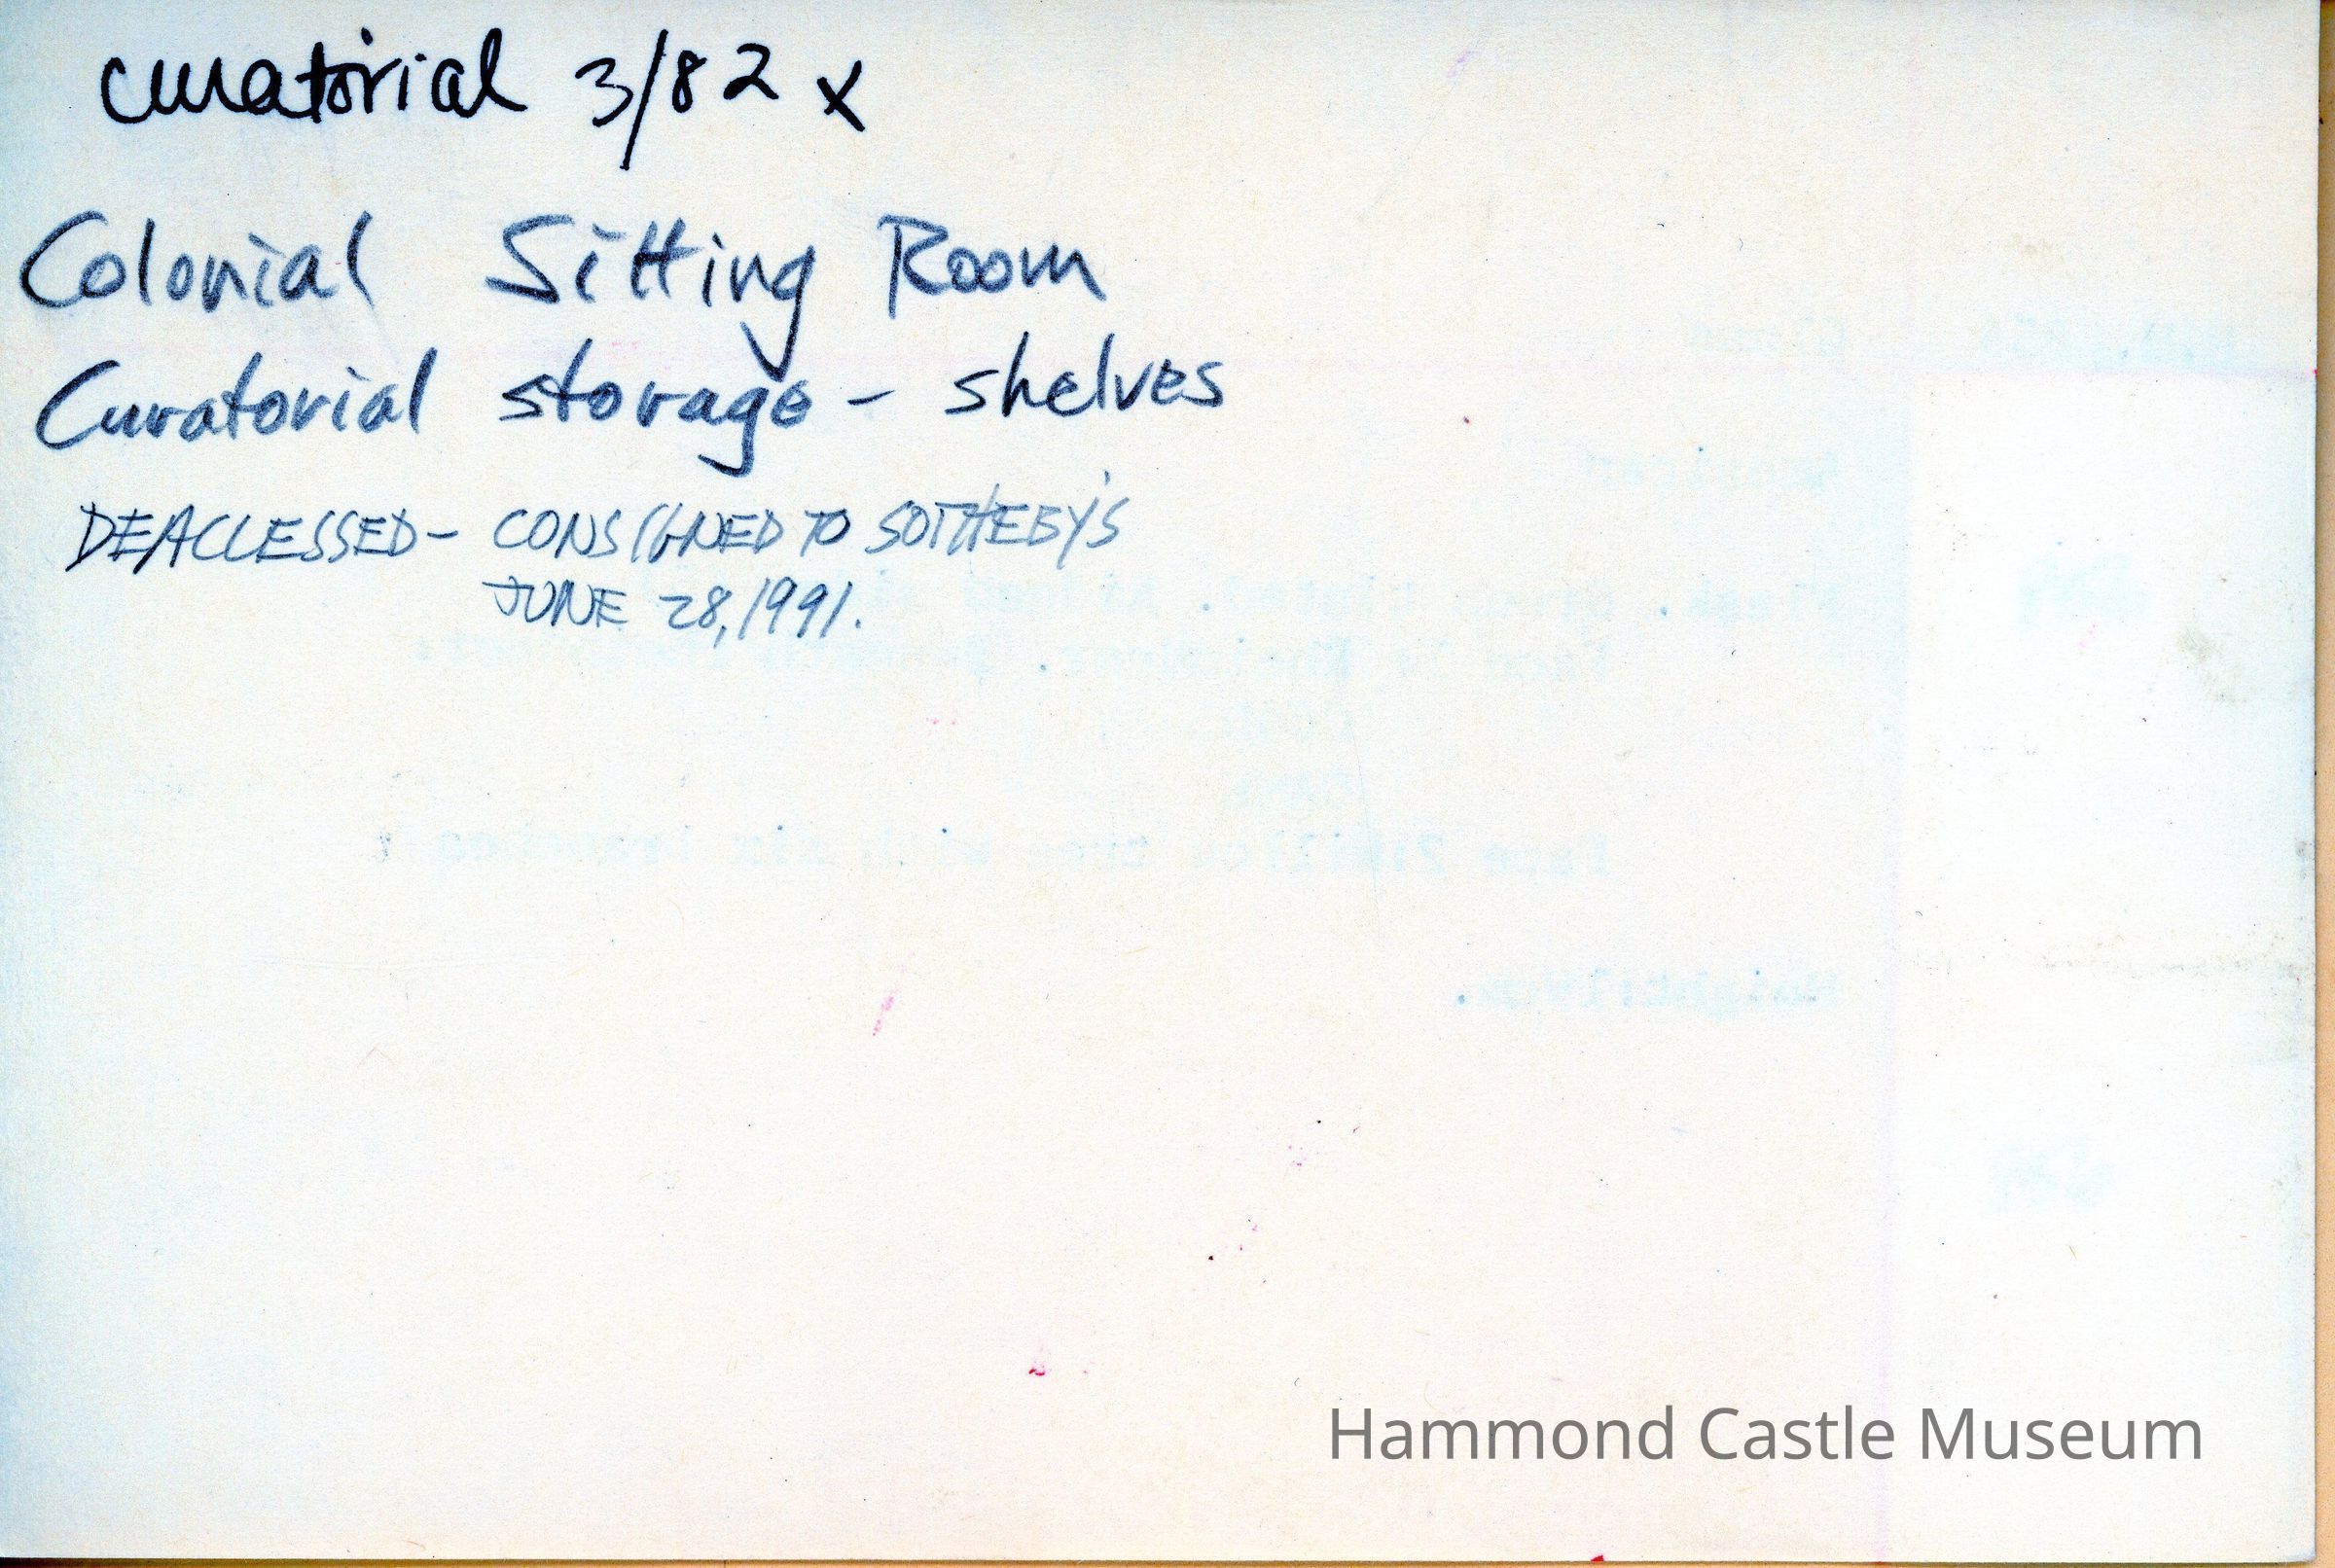 curatorial 3/82 x
Colonial Sitting Room
Curatorial storage - shelves
DEACCESSED - CONSIGNED TO SOTHEBY'S
JUNE 28, 1991.
Hammond Castle Museum